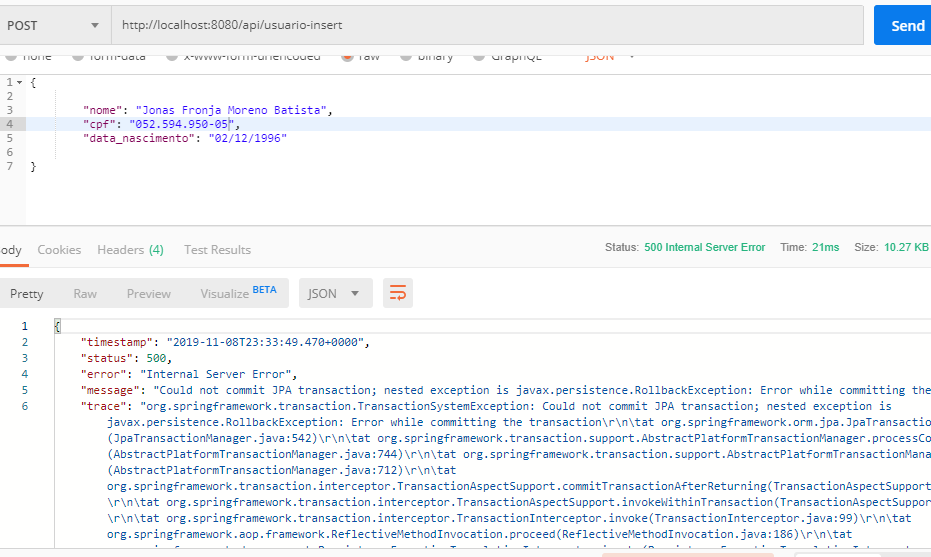 POST http://localhost:8080/api/usuario-insert Send
none form-data x-www-form-urlencoded raw binary GraphQL JSON
1 {
2
3 "nome": "Jonas Fronja Moreno Batista",
4 "cpf": "052.594.950-05",
5 "data_nascimento": "02/12/1996"
6
7 }
ody Cookies Headers (4) Test Results Status: 500 Internal Server Error Time: 21ms Size: 10.27 KB
Pretty Raw Preview Visualize BETA JSON
1 {
2 "timestamp": "2019-11-08T23:33:49.470+0000",
3 "status": 500,
4 "error": "Internal Server Error",
5 "message": "Could not commit JPA transaction; nested exception is javax.persistence.RollbackException: Error while committing the
6 "trace": "org.springframework.transaction.TransactionSystemException: Could not commit JPA transaction; nested exception is
javax.persistence.RollbackException: Error while committing the transaction\r\n\tat org.springframework.orm.jpa.JpaTransactio
(JpaTransactionManager.java:542)\r\n\tat org.springframework.transaction.support.AbstractPlatformTransactionManager.processCo
(AbstractPlatformTransactionManager.java:744)\r\n\tat org.springframework.transaction.support.AbstractPlatformTransactionMana
(AbstractPlatformTransactionManager.java:712)\r\n\tat
org.springframework.transaction.interceptor.TransactionAspectSupport.commitTransactionAfterReturning(TransactionAspectSupport
\r\n\tat org.springframework.transaction.interceptor.TransactionAspectSupport.invokeWithinTransaction(TransactionAspectSuppor
\r\n\tat org.springframework.transaction.interceptor.TransactionInterceptor.invoke(TransactionInterceptor.java:99)\r\n\tat
org.springframework.aop.framework.ReflectiveMethodInvocation.proceed(ReflectiveMethodInvocation.java:186)\r\n\tat